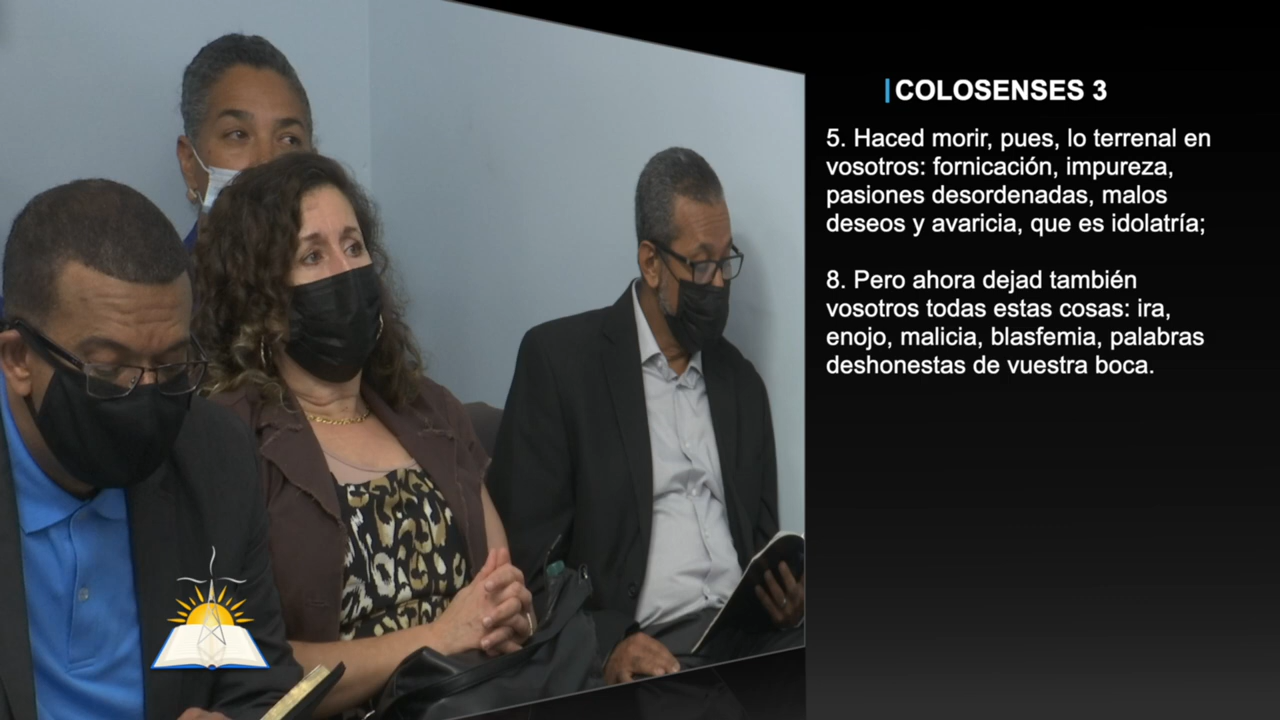 COLOSENSES 3
5. Haced morir, pues, lo terrenal en
vosotros: fornicación, impureza,
pasiones desordenadas, malos
deseos y avaricia, que es idolatría;
8. Pero ahora dejad también
vosotros todas estas cosas: ira,
enojo, malicia, blasfemia, palabras
deshonestas de vuestra boca.